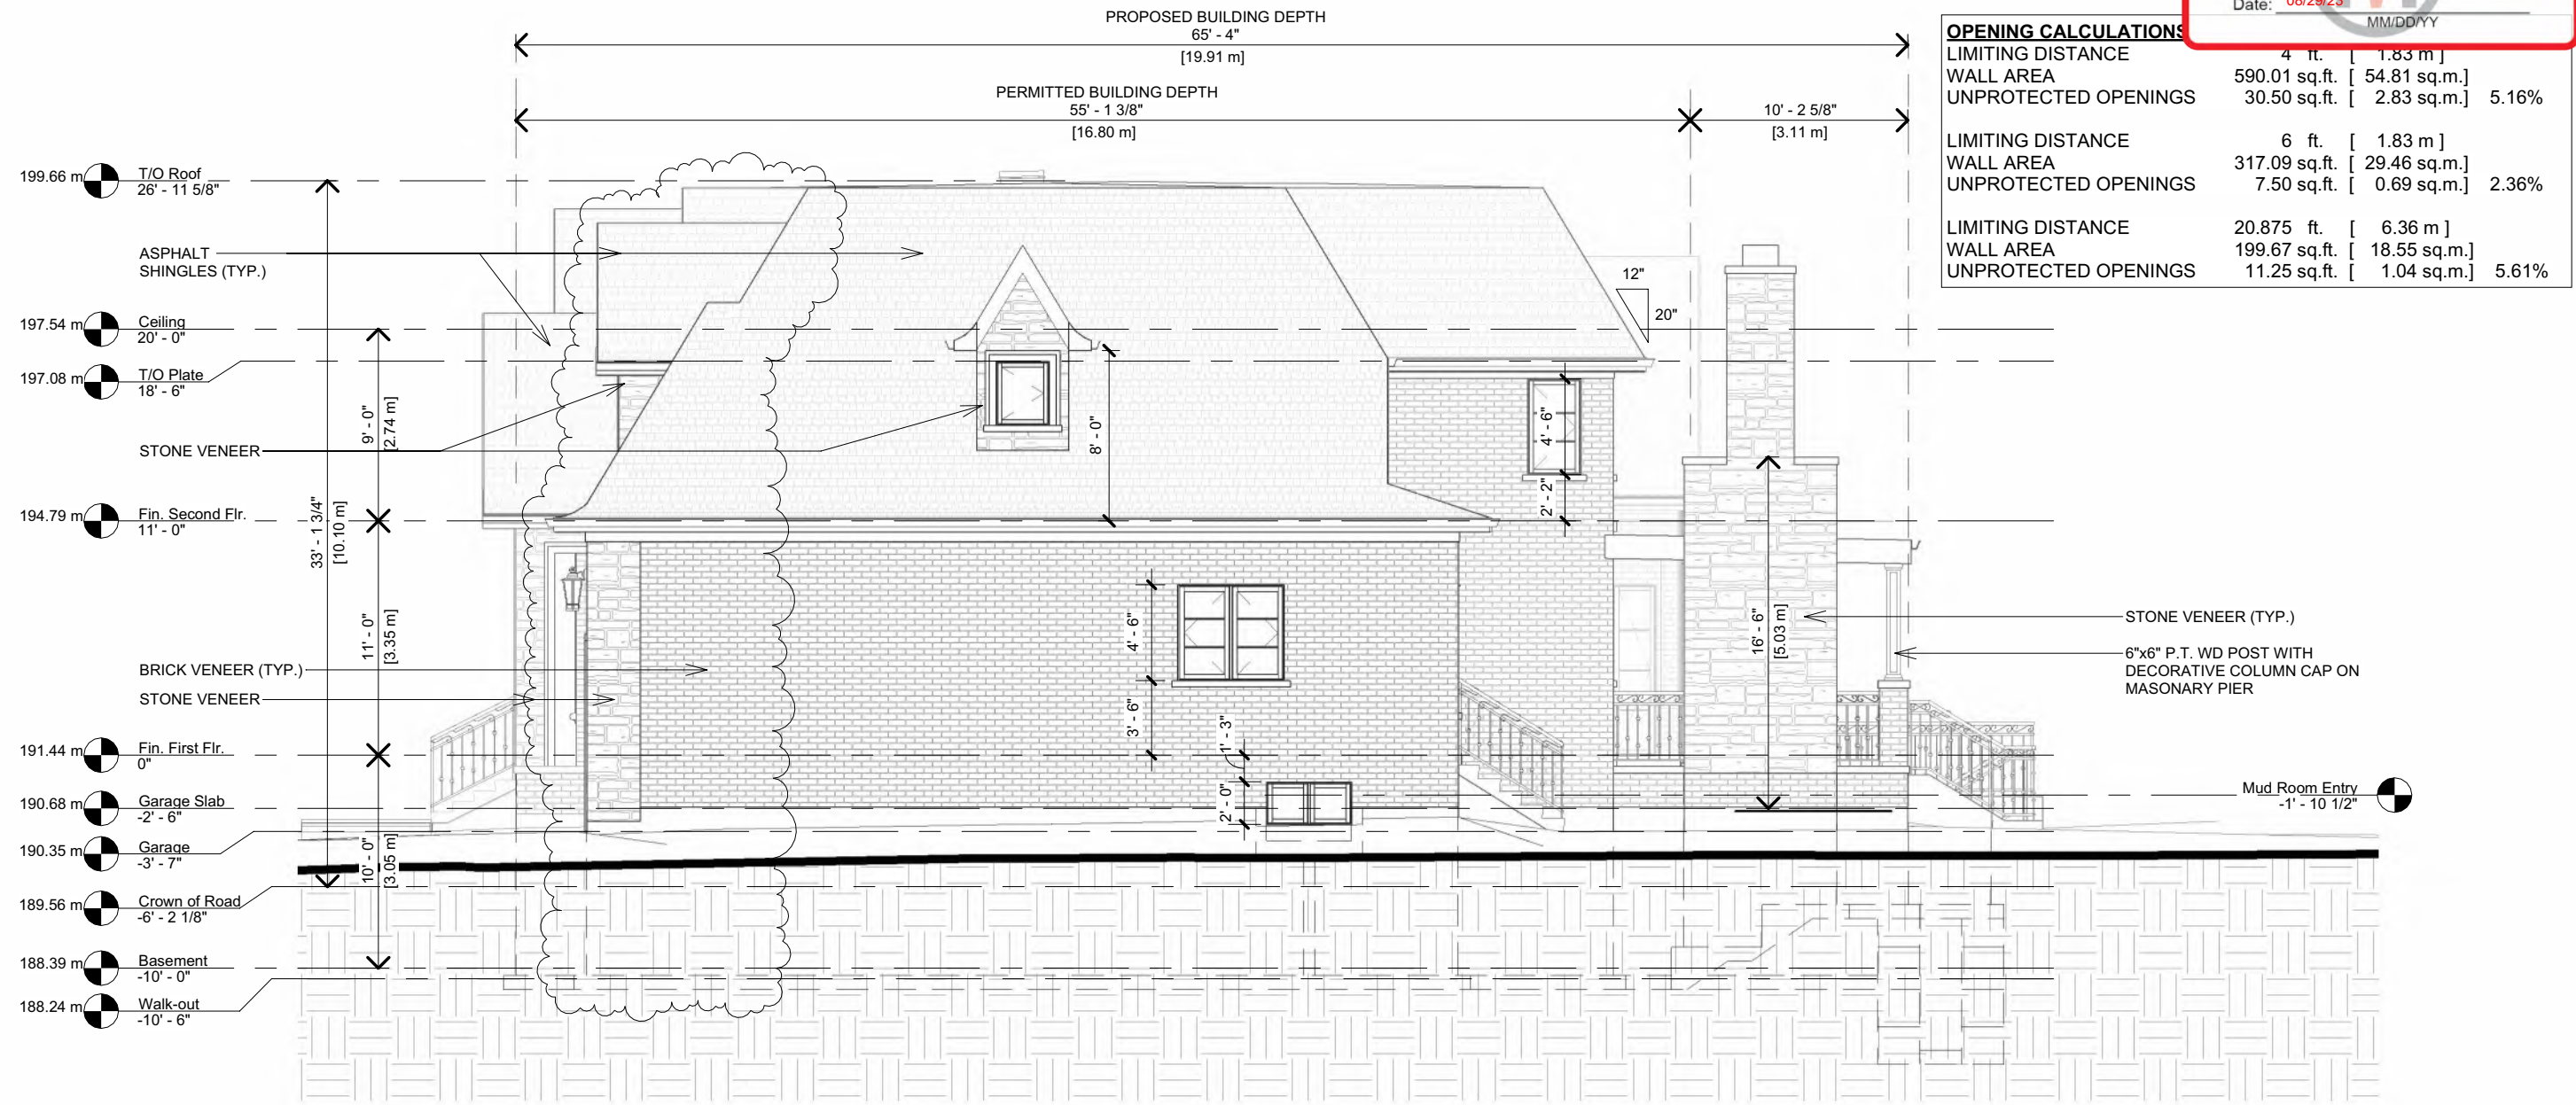 PROPOSED BUILDING DEPTH
65' - 4"
[19.91 m]
PERMITTED BUILDING DEPTH
55' - 1 3/8"
[16.80 m]
10' - 2 5/8"
[3.11 m]
Date: 08/29/23
MM/DD/YY
OPENING CALCULATIONS
LIMITING DISTANCE 4 ft. [ 1.83 m ]
WALL AREA 590.01 sq.ft. [ 54.81 sq.m.]
UNPROTECTED OPENINGS 30.50 sq.ft. [ 2.83 sq.m.] 5.16%
LIMITING DISTANCE 6 ft. [ 1.83 m ]
WALL AREA 317.09 sq.ft. [ 29.46 sq.m.]
UNPROTECTED OPENINGS 7.50 sq.ft. [ 0.69 sq.m.] 2.36%
LIMITING DISTANCE 20.875 ft. [ 6.36 m ]
WALL AREA 199.67 sq.ft. [ 18.55 sq.m.]
UNPROTECTED OPENINGS 11.25 sq.ft. [ 1.04 sq.m.] 5.61%
199.66 m T/O Roof
26' - 11 5/8"
ASPHALT
SHINGLES (TYP.)
197.54 m Ceiling
20' - 0"
197.08 m T/O Plate
18' - 6"
STONE VENEER
194.79 m Fin. Second Flr.
11' - 0"
BRICK VENEER (TYP.)
STONE VENEER
191.44 m Fin. First Flr.
0"
190.68 m Garage Slab
-2' - 6"
190.35 m Garage
-3' - 7"
189.56 m Crown of Road
-6' - 2 1/8"
188.39 m Basement
-10' - 0"
188.24 m Walk-out
-10' - 6"
33' - 1 3/4"
[10.10 m]
9' - 0"
[2.74 m]
11' - 0"
[3.35 m]
10' - 0"
[3.05 m]
8' - 0"
4' - 6"
3' - 6"
1' - 3"
2' - 0"
4' - 6"
2' - 2"
12"
20"
16' - 6"
[5.03 m]
STONE VENEER (TYP.)
6"x6" P.T. WD POST WITH
DECORATIVE COLUMN CAP ON
MASONARY PIER
Mud Room Entry
-1' - 10 1/2"